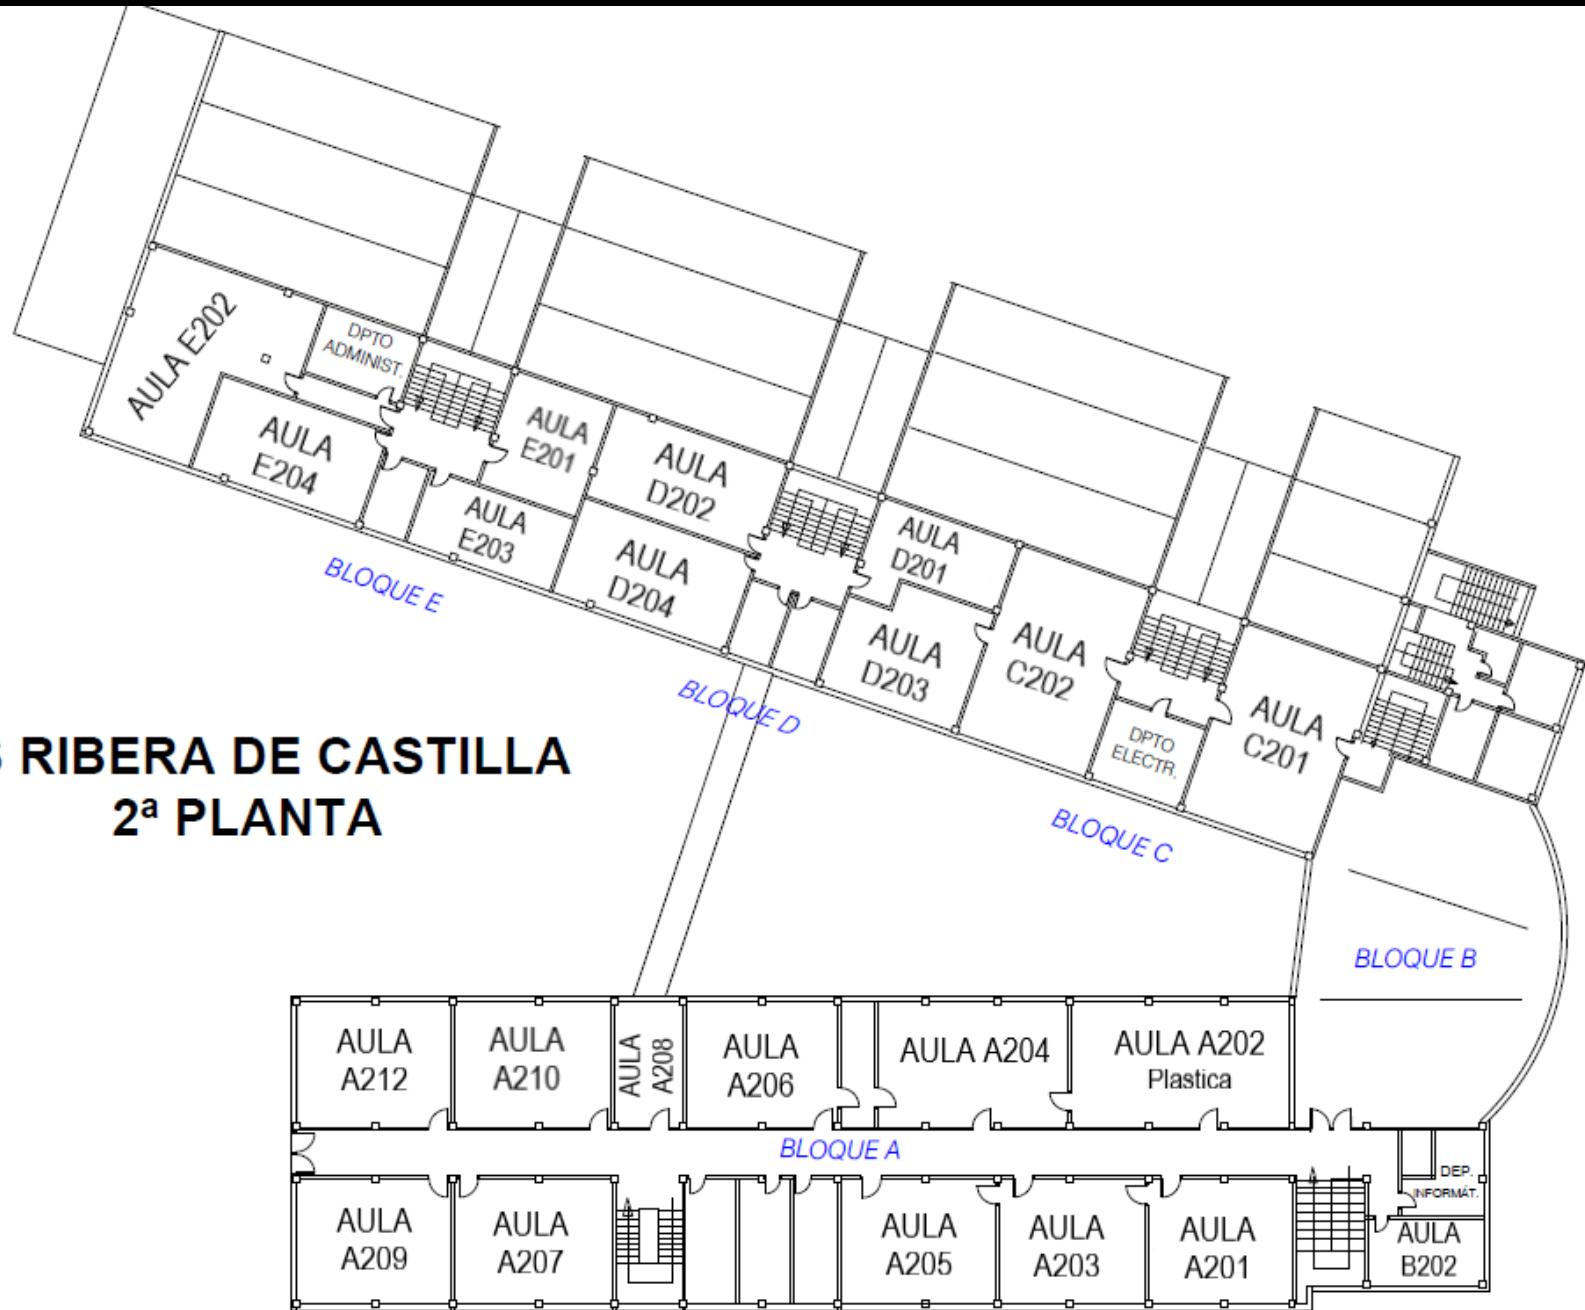 AULA E202
DPTO
ADMINIST.
AULA
E204
AULA
E201
AULA
E203
BLOQUE E
AULA
D202
AULA
D204
AULA
D201
AULA
D203
BLOQUE D
AULA
C202
DPTO
ELECTR.
AULA
C201
BLOQUE C
RIBERA DE CASTILLA
2ª PLANTA
BLOQUE B
AULA
A212
AULA
A210
AULA
A208
AULA
A206
AULA A204
AULA A202
Plastica
BLOQUE A
AULA
A209
AULA
A207
AULA
A205
AULA
A203
AULA
A201
DEP.
INFORMÁT.
AULA
B202